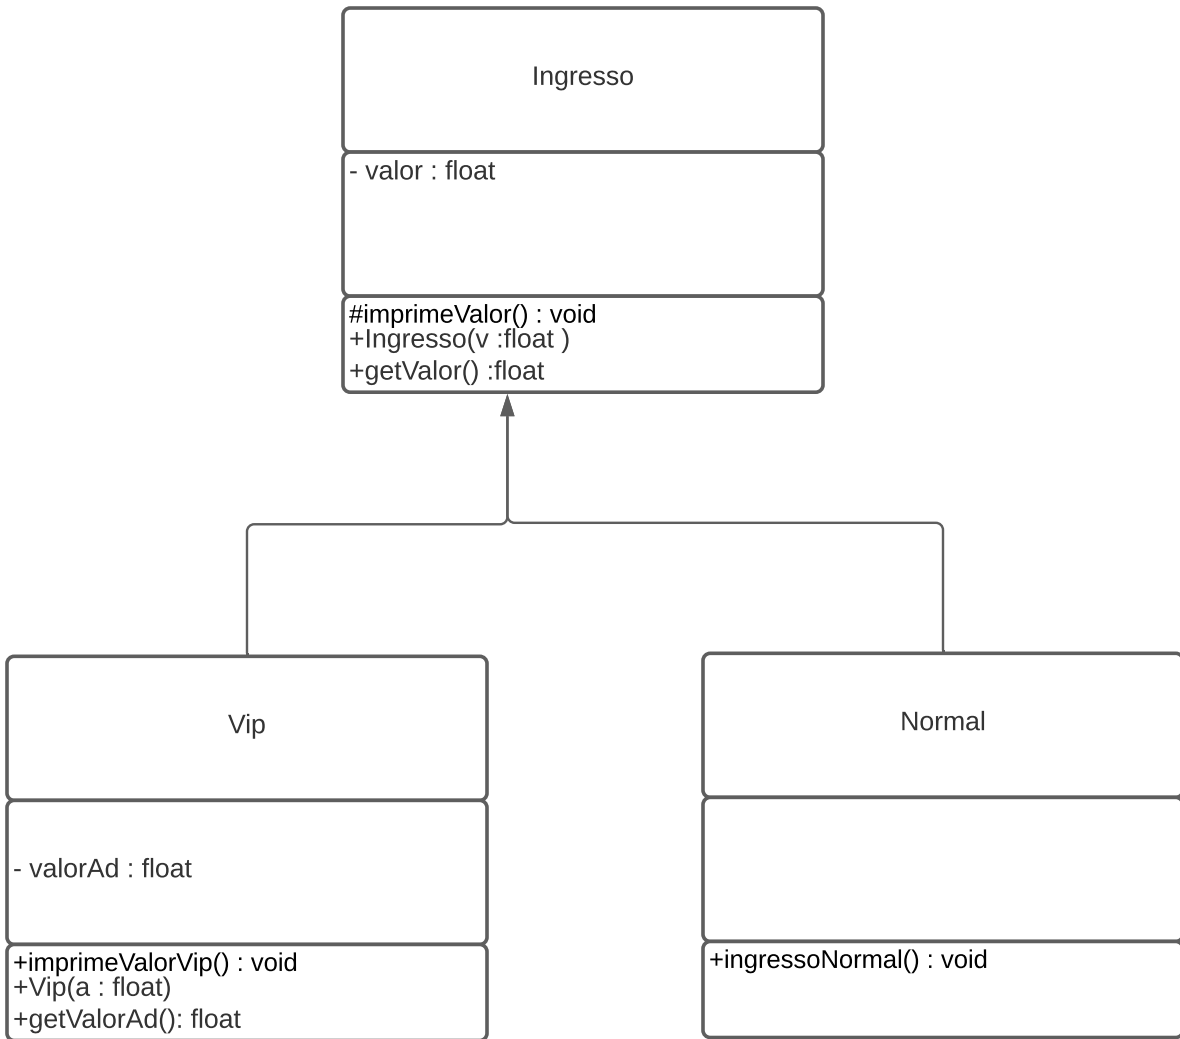 Ingresso
- valor : float
#imprimeValor() : void
+Ingresso(v :float )
+getValor() :float
Vip
- valorAd : float
+imprimeValorVip() : void
+Vip(a : float)
+getValorAd(): float
Normal
+ingressoNormal() : void